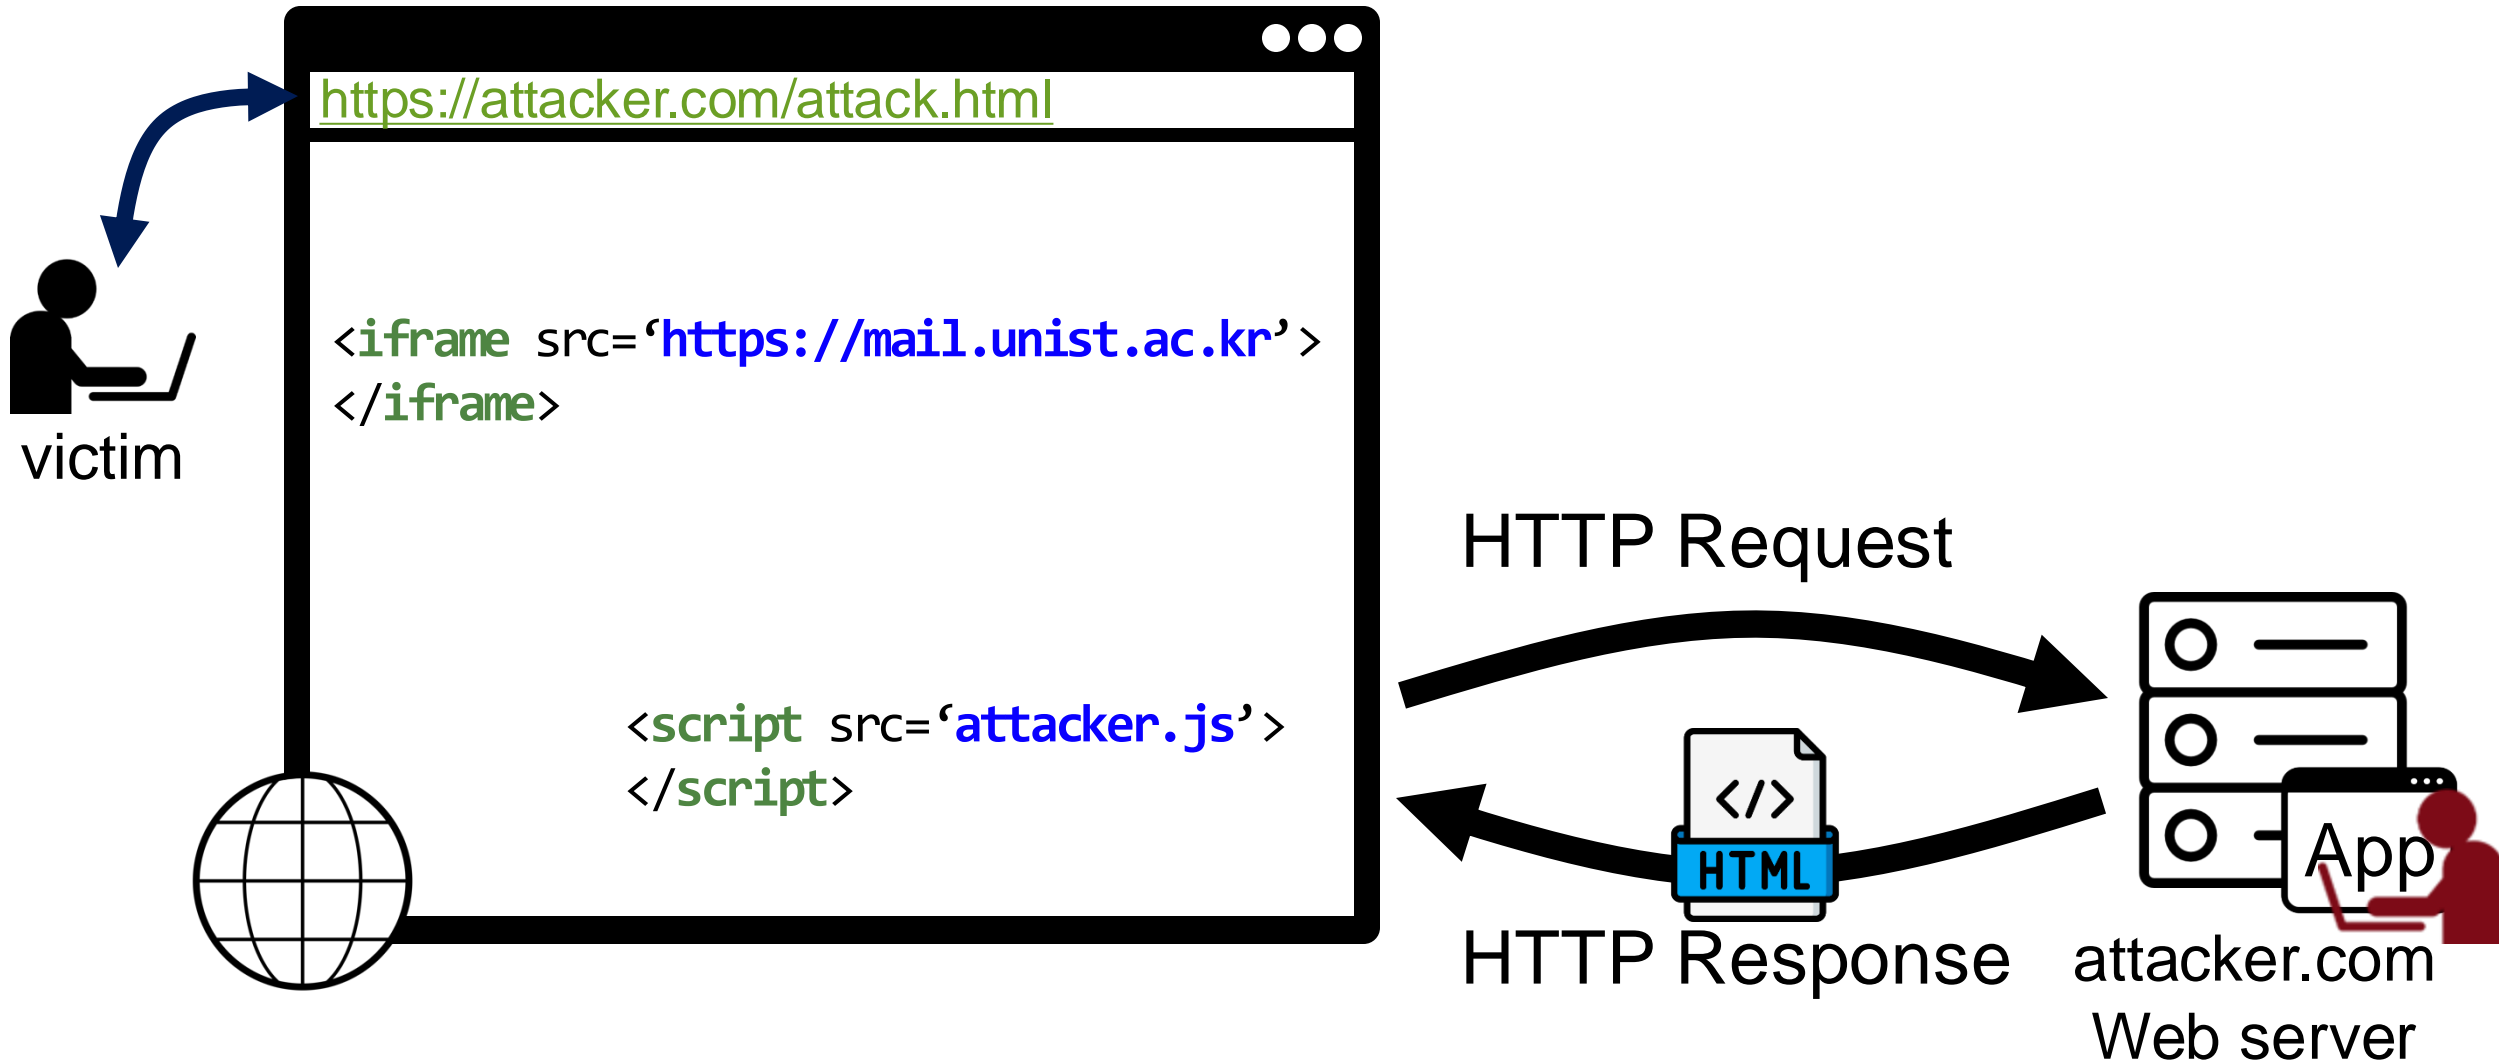 https://attacker.com/attack.html
<iframe src=‘https://mail.unist.ac.kr’>
</iframe>
victim
HTTP Request
<script src=‘attacker.js’>
</script>
</>
HTML
App
HTTP Response
attacker.com
Web server